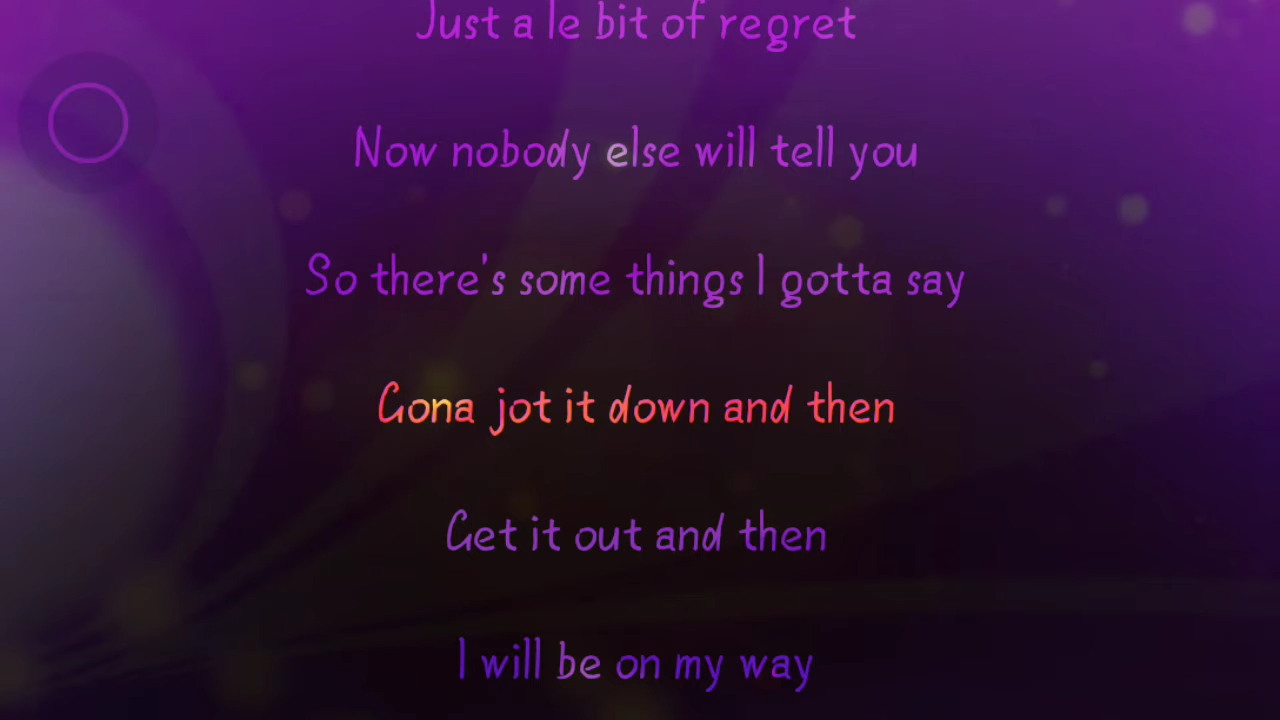 Just a le bit of regret
Now nobody else will tell you
So there's some things I gotta say
Gona jot it down and then
Get it out and then
I will be on my way